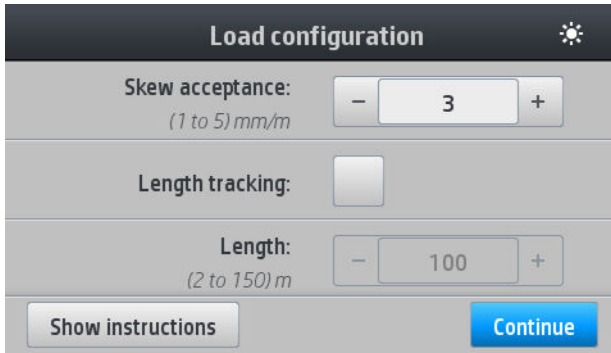 Load configuration
Skew acceptance:
(1 to 5) mm/m
− 3 +
Length tracking:
Length:
(2 to 150) m
− 100 +
Show instructions
Continue